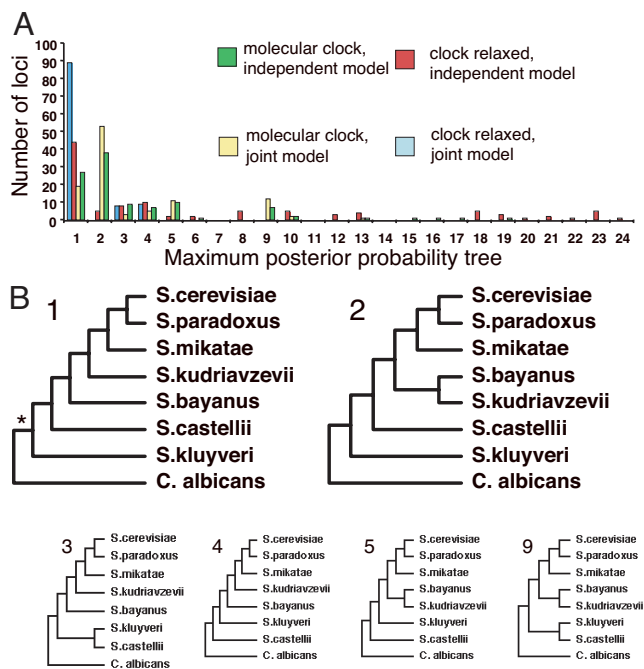 A
100
90
80
70
60
50
40
30
20
10
0
Number of loci
molecular clock,
independent model
clock relaxed,
independent model
molecular clock,
joint model
clock relaxed,
joint model
1 2 3 4 5 6 7 8 9 10 11 12 13 14 15 16 17 18 19 20 21 22 23 24
Maximum posterior probability tree
B
1
S.cerevisiae
S.paradoxus
S.mikatae
S.kudriavzevii
S.bayanus
*
S.castellii
S.kluyveri
C. albicans
2
S.cerevisiae
S.paradoxus
S.mikatae
S.bayanus
S.kudriavzevii
S.castellii
S.kluyveri
C. albicans
3
S.cerevisiae
S.paradoxus
S.mikatae
S.kudriavzevii
S.bayanus
S.kluyveri
S.castellii
C. albicans
4
S.cerevisiae
S.paradoxus
S.mikatae
S.kudriavzevii
S.bayanus
S.kluyveri
S.castellii
C. albicans
5
S.cerevisiae
S.paradoxus
S.mikatae
S.bayanus
S.kudriavzevii
S.kluyveri
S.castellii
C. albicans
9
S.cerevisiae
S.paradoxus
S.mikatae
S.bayanus
S.kudriavzevii
S.kluyveri
S.castellii
C. albicans